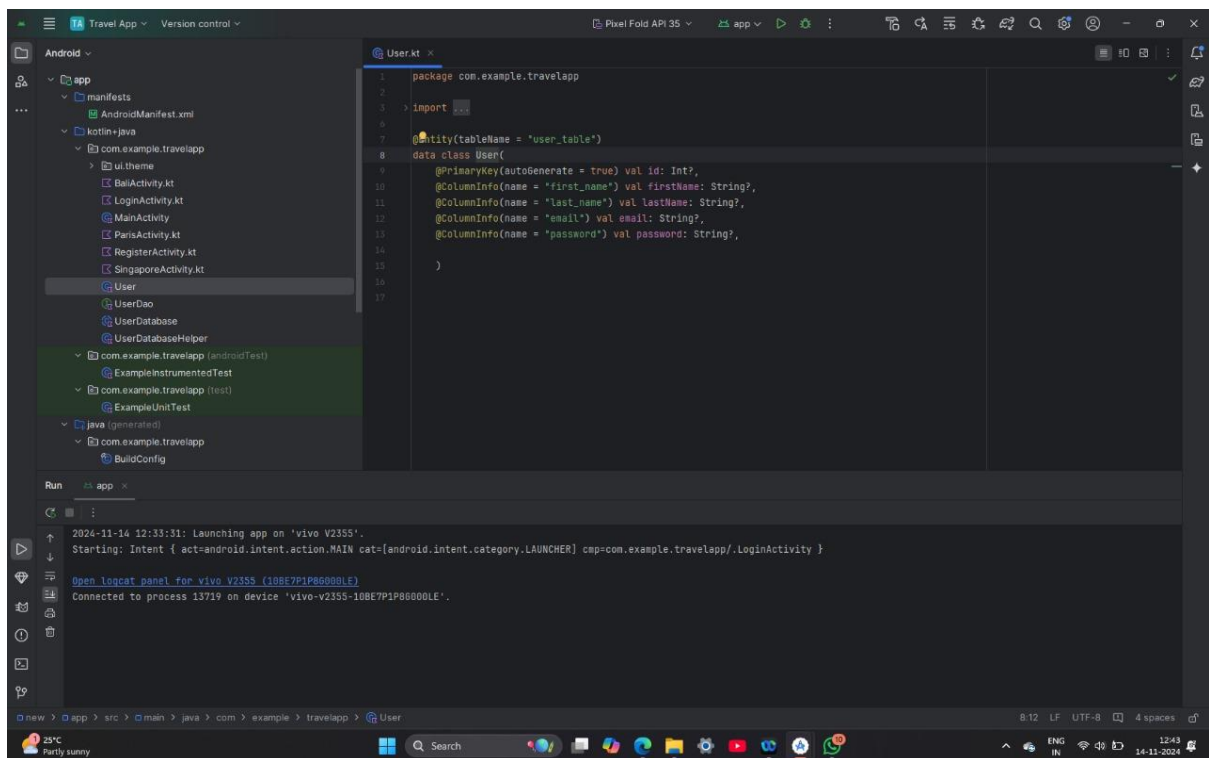 TA Travel App Version control Pixel Fold API 35 app
Android User.kt
app
manifests
AndroidManifest.xml
kotlin+java
com.example.travelapp
ui.theme
BaliActivity.kt
LoginActivity.kt
MainActivity
ParisActivity.kt
RegisterActivity.kt
SingaporeActivity.kt
User
UserDao
UserDatabase
UserDatabaseHelper
com.example.travelapp (androidTest)
ExampleInstrumentedTest
com.example.travelapp (test)
ExampleUnitTest
java (generated)
com.example.travelapp
BuildConfig
1 package com.example.travelapp
2
3 import ...
6
7 @Entity(tableName = "user_table")
8 data class User(
9 @PrimaryKey(autoGenerate = true) val id: Int?,
10 @ColumnInfo(name = "first_name") val firstName: String?,
11 @ColumnInfo(name = "last_name") val lastName: String?,
12 @ColumnInfo(name = "email") val email: String?,
13 @ColumnInfo(name = "password") val password: String?,
14
15 )
16
17
Run app
2024-11-14 12:33:31: Launching app on 'vivo V2355'.
Starting: Intent { act=android.intent.action.MAIN cat=[android.intent.category.LAUNCHER] cmp=com.example.travelapp/.LoginActivity }
Open logcat panel for vivo V2355 (10BE7P1P8G000LE)
Connected to process 13719 on device 'vivo-v2355-10BE7P1P8G000LE'.
new > app > src > main > java > com > example > travelapp > User 8:12 LF UTF-8 4 spaces
1 25°C
Partly sunny
Search
10
ENG
IN
12:43
14-11-2024